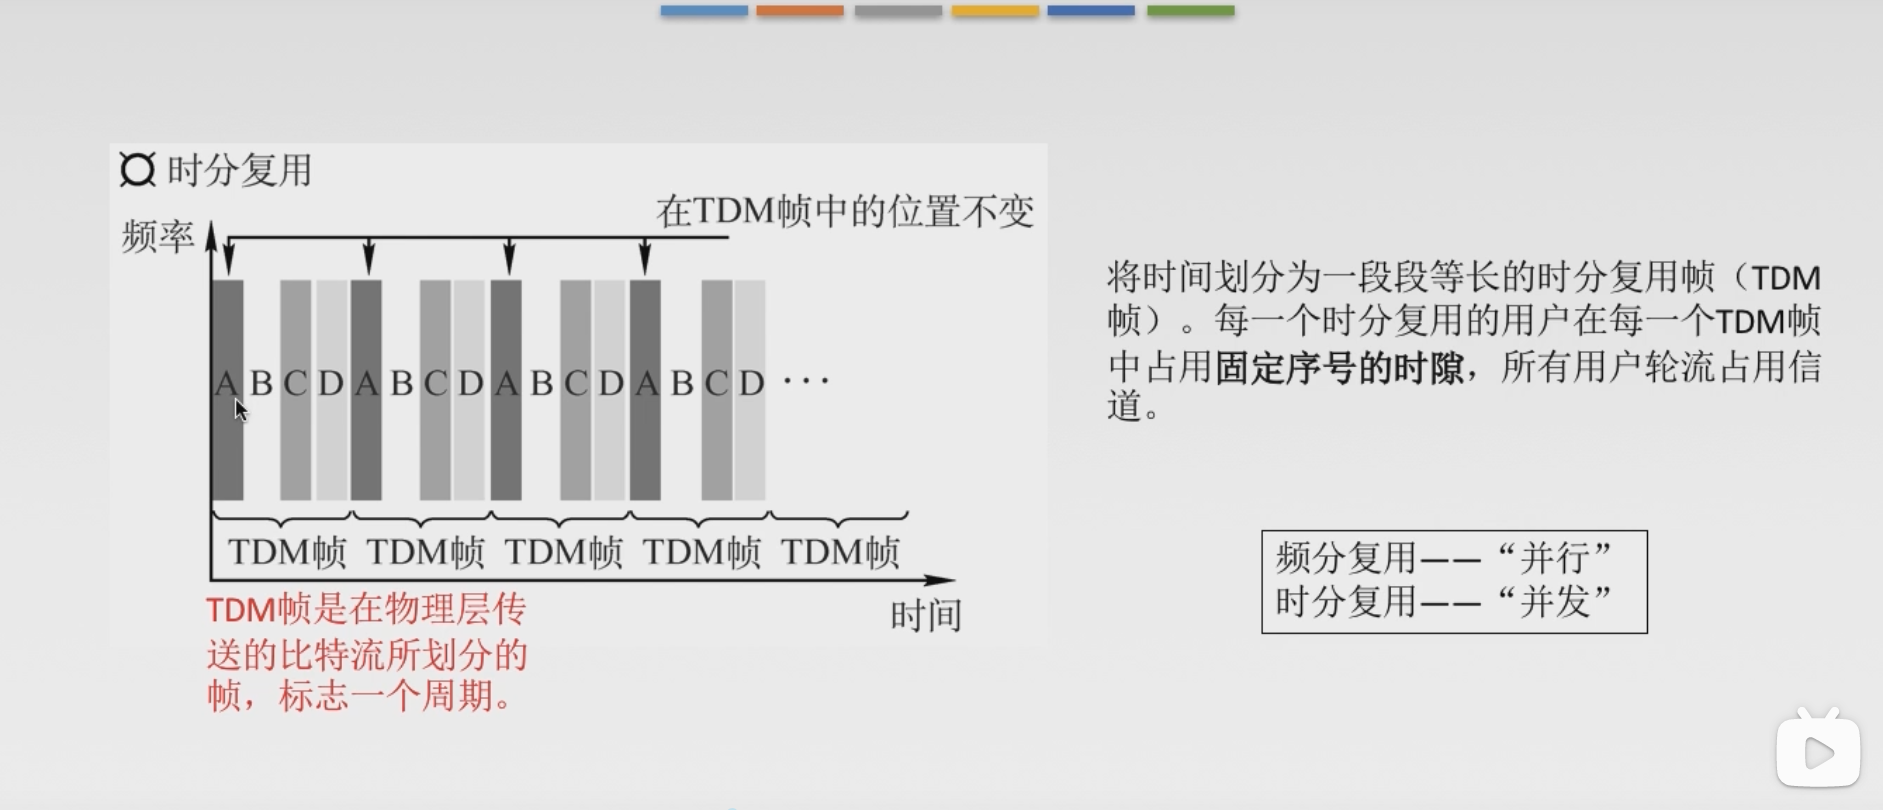 时分复用
在TDM帧中的位置不变
频率
A B C D A B C D A B C D A B C D ···
TDM帧 TDM帧 TDM帧 TDM帧 TDM帧
时间
TDM帧是在物理层传
送的比特流所划分的
帧，标志一个周期。
将时间划分为一段段等长的时分复用帧（TDM
帧）。每一个时分复用的用户在每一个TDM帧
中占用固定序号的时隙，所有用户轮流占用信
道。
频分复用——“并行”
时分复用——“并发”